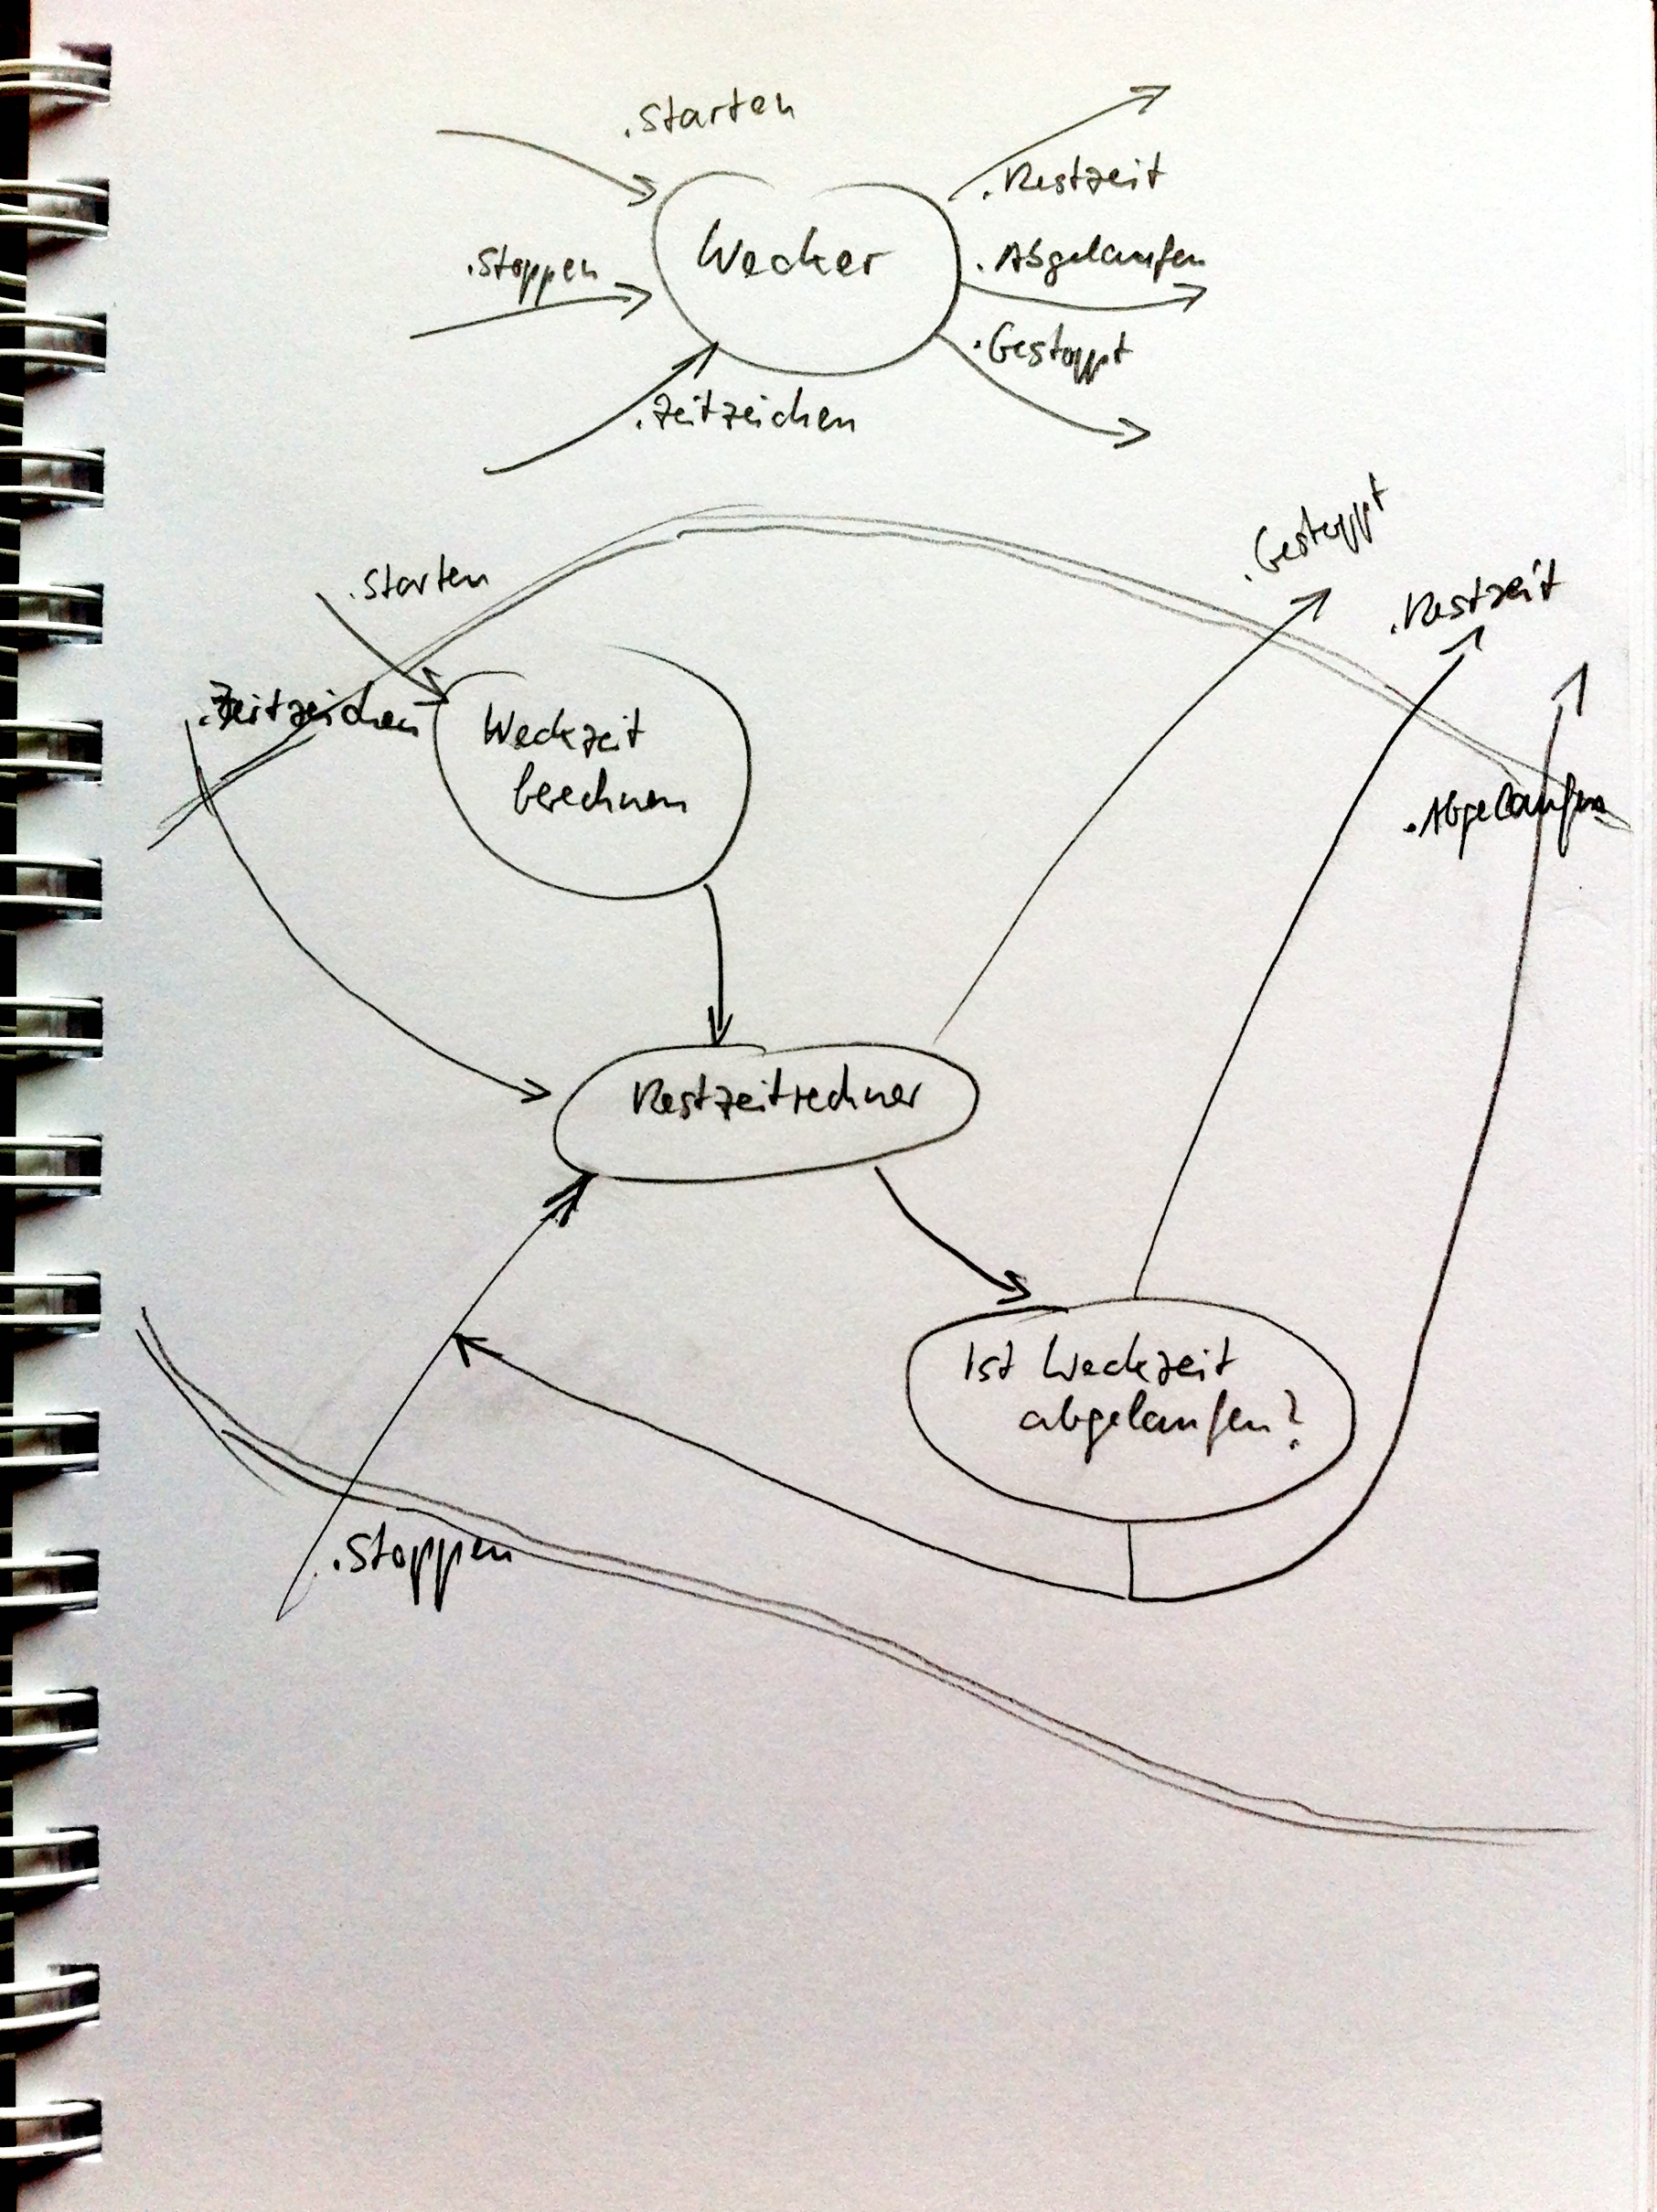 .Starten
.Restzeit
Wecker
.Stoppen
.Abgelaufen
.Gestoppt
.Zeitzeichen
.Gestoppt
.Starten
.Restzeit
.Zeitzeichen
Weckzeit
berechnen
.Abgelaufen
Restzeitrechner
Ist Weckzeit
abgelaufen?
.Stoppen